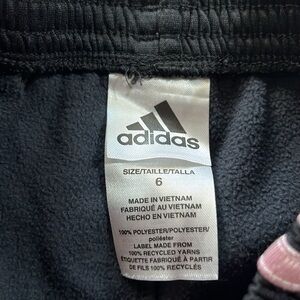 adidas
SIZE/TAILLE/TALLA
6
MADE IN VIETNAM
FABRIQUÉ AU VIETNAM
HECHO EN VIETNAM
100% POLYESTER/POLYESTER/
poliéster
LABEL MADE FROM
100% RECYCLED YARNS
ÉTIQUETTE FABRIQUÉE À PARTIR
DE FILS 100% RECYCLÉS